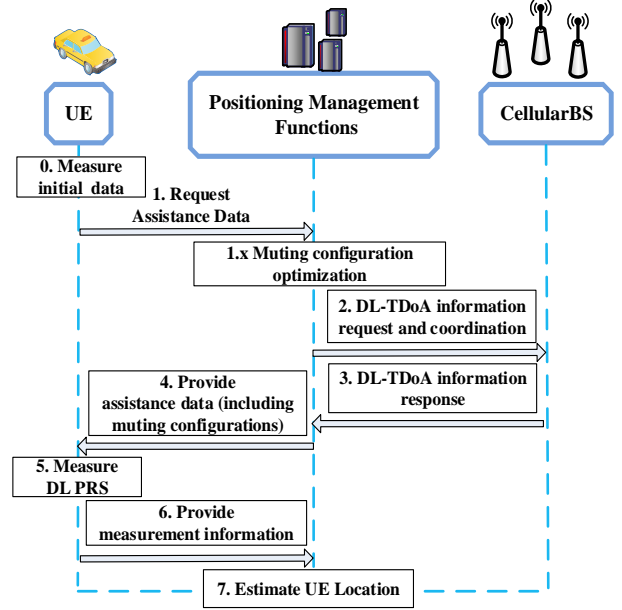 UE
Positioning Management
Functions
CellularBS
0. Measure
initial data
1. Request
Assistance Data
1.x Muting configuration
optimization
2. DL-TDoA information
request and coordination
3. DL-TDoA information
response
4. Provide
assistance data (including
muting configurations)
5. Measure
DL PRS
6. Provide
measurement information
7. Estimate UE Location